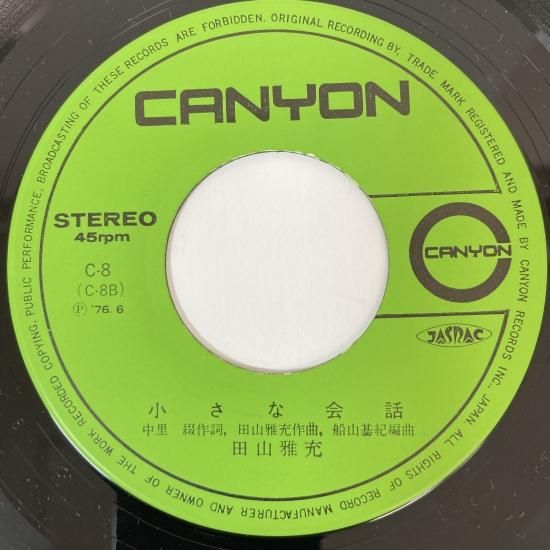 UNAUTHORIZED COPYING, PUBLIC PERFORMANCE, BROADCASTING OF THESE RECORDS ARE FORBIDDEN. ORIGINAL RECORDING BY, TRADE MARK REGISTERED AND MADE BY CANYON RECORDS INC., JAPAN. ALL RIGHTS OF RECORD MANUFACTURER AND OWNER OF THE WORK RECORDED
CANYON
STEREO
45rpm
CANYON
C-8
(C-8B)
Ⓟ '76. 6
JASRAC
小さな会話
中里 綴作詞, 田山雅充作曲, 船山基紀編曲
田山雅充